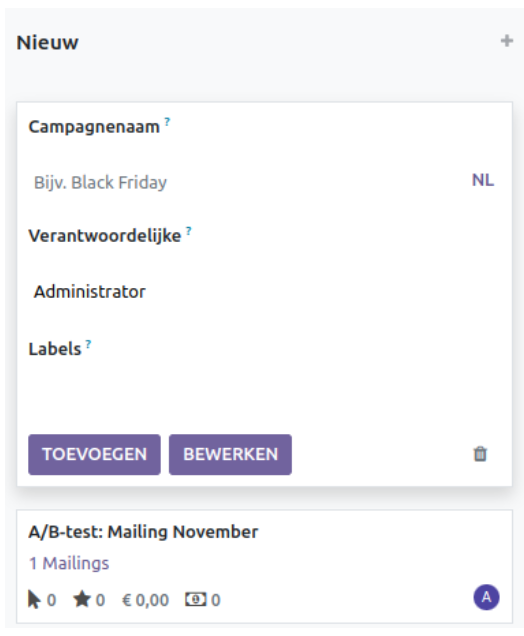 Nieuw +
Campagnenaam ?
Bijv. Black Friday NL
Verantwoordelijke ?
Administrator
Labels ?
TOEVOEGEN BEWERKEN
A/B-test: Mailing November
1 Mailings
0 0 € 0,00 0 A